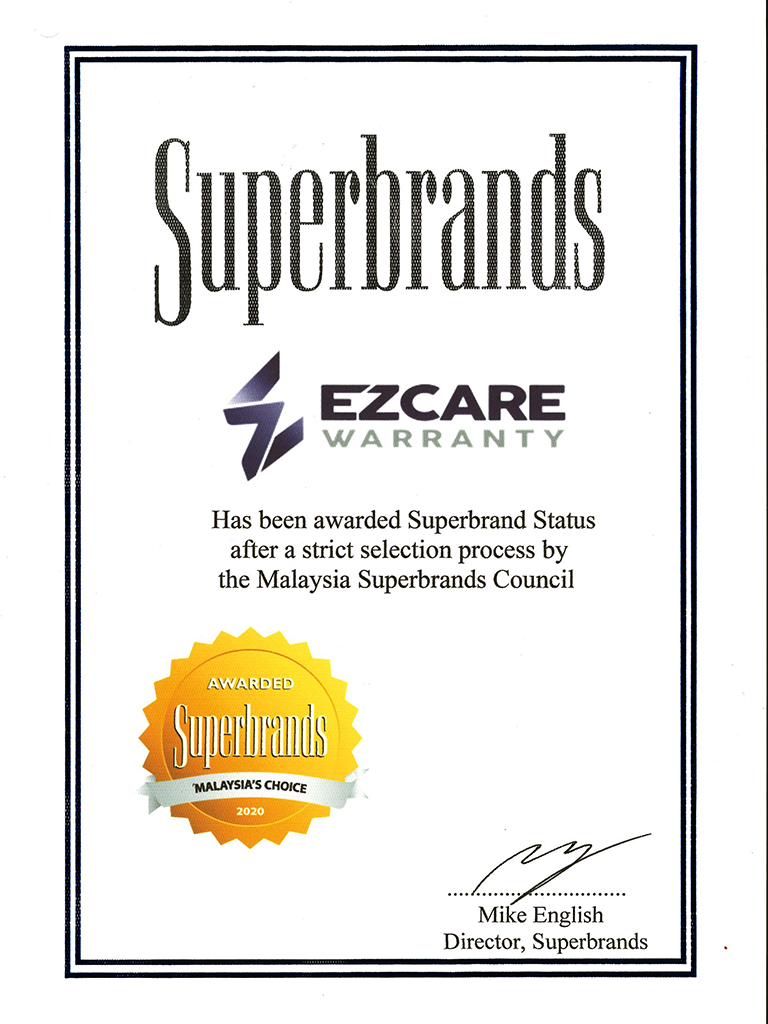 Superbrands
EZCARE
WARRANTY
Has been awarded Superbrand Status
after a strict selection process by
the Malaysia Superbrands Council
AWARDED
Superbrands
'MALAYSIA'S CHOICE
2020
Mike English
Director, Superbrands